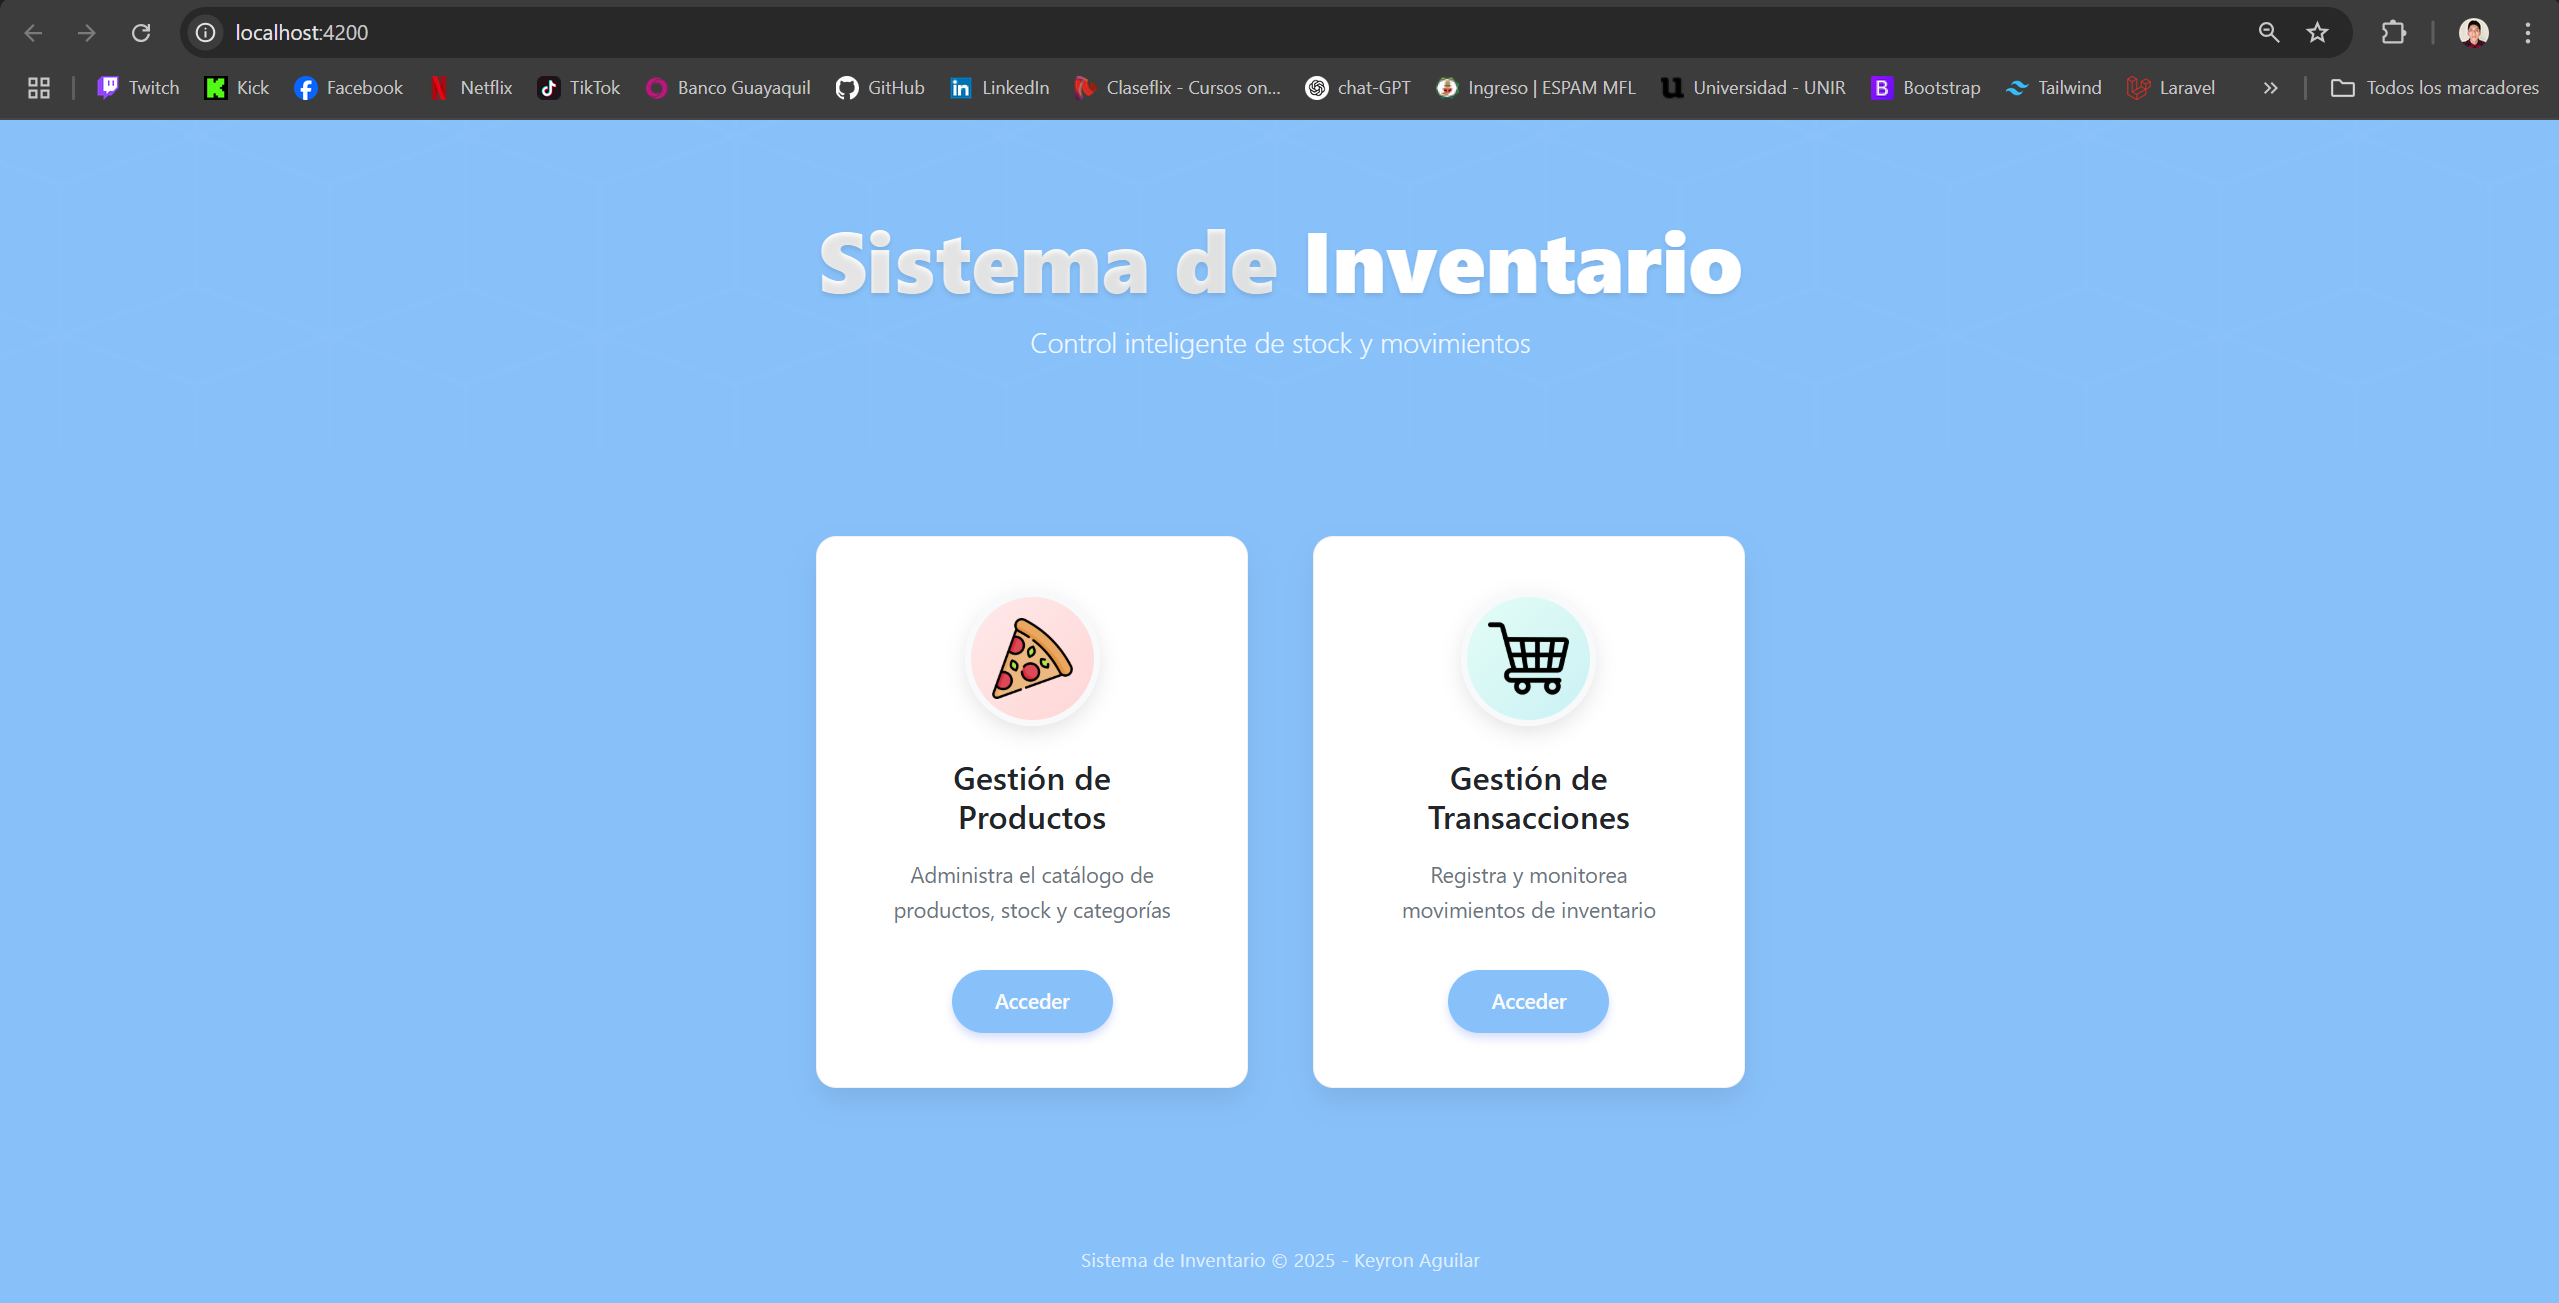 localhost:4200
Twitch Kick Facebook Netflix TikTok Banco Guayaquil GitHub LinkedIn Claseflix - Cursos on... chat-GPT Ingreso | ESPAM MFL Universidad - UNIR Bootstrap Tailwind Laravel » Todos los marcadores
Sistema de Inventario
Control inteligente de stock y movimientos
Gestión de
Productos
Administra el catálogo de
productos, stock y categorías
Acceder
Gestión de
Transacciones
Registra y monitorea
movimientos de inventario
Acceder
Sistema de Inventario © 2025 - Keyron Aguilar